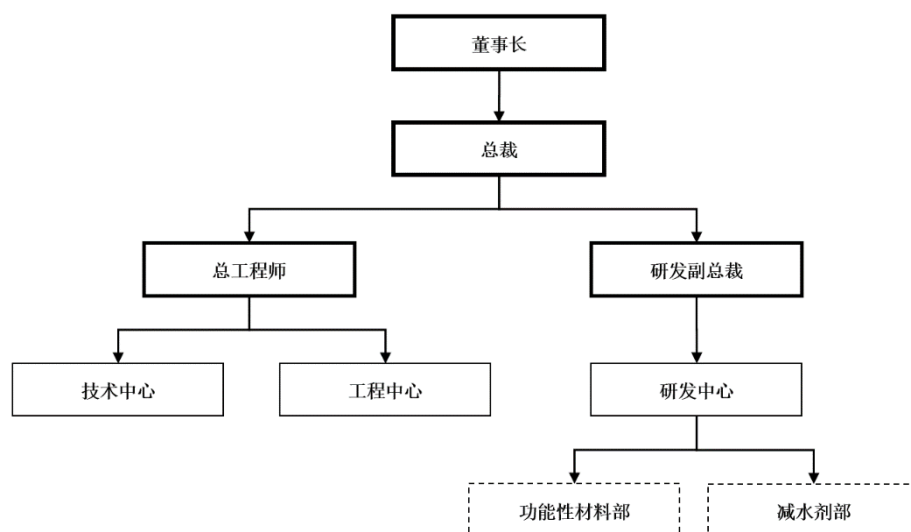 董事长
总裁
总工程师
研发副总裁
技术中心
工程中心
研发中心
功能性材料部
减水剂部